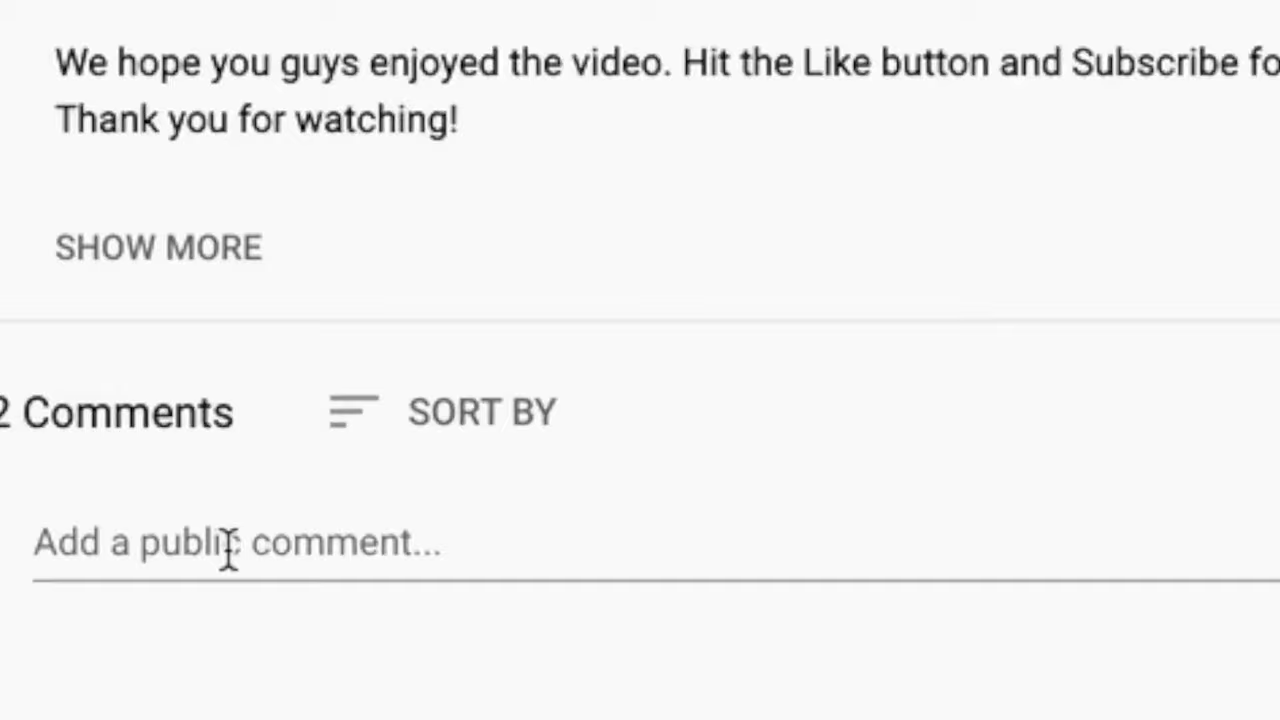 We hope you guys enjoyed the video. Hit the Like button and Subscribe
Thank you for watching!
SHOW MORE
2 Comments
SORT BY
Add a public comment...